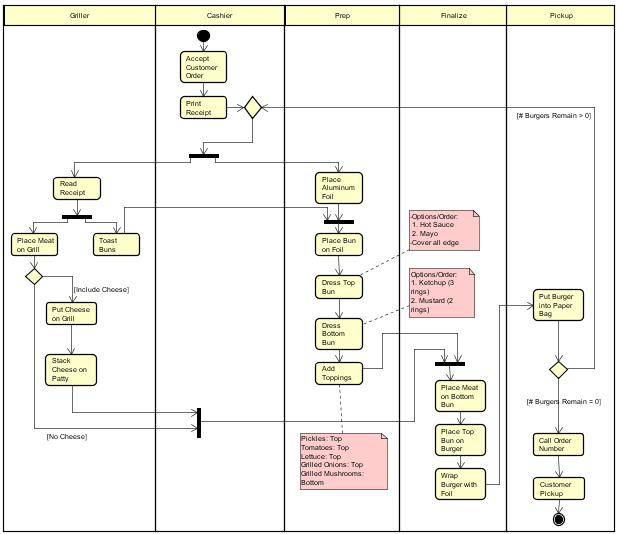 Griller
Cashier
Prep
Finalize
Pickup
Accept
Customer
Order
Print
Receipt
[# Burgers Remain > 0]
Read
Receipt
Place
Aluminum
Foil
Place Meat
on Grill
Toast
Buns
Place Bun
on Foil
-Options/Order:
1. Hot Sauce
2. Mayo
-Cover all edge
Dress Top
Bun
Options/Order:
1. Ketchup (3
rings)
2. Mustard (2
rings)
[Include Cheese]
Put Cheese
on Grill
Put Burger
into Paper
Bag
Dress
Bottom
Bun
Stack
Cheese on
Patty
Add
Toppings
Place Meat
on Bottom
Bun
[# Burgers Remain = 0]
[No Cheese]
Pickles: Top
Tomatoes: Top
Lettuce: Top
Grilled Onions: Top
Grilled Mushrooms:
Bottom
Place Top
Bun on
Burger
Call Order
Number
Wrap
Burger with
Foil
Customer
Pickup